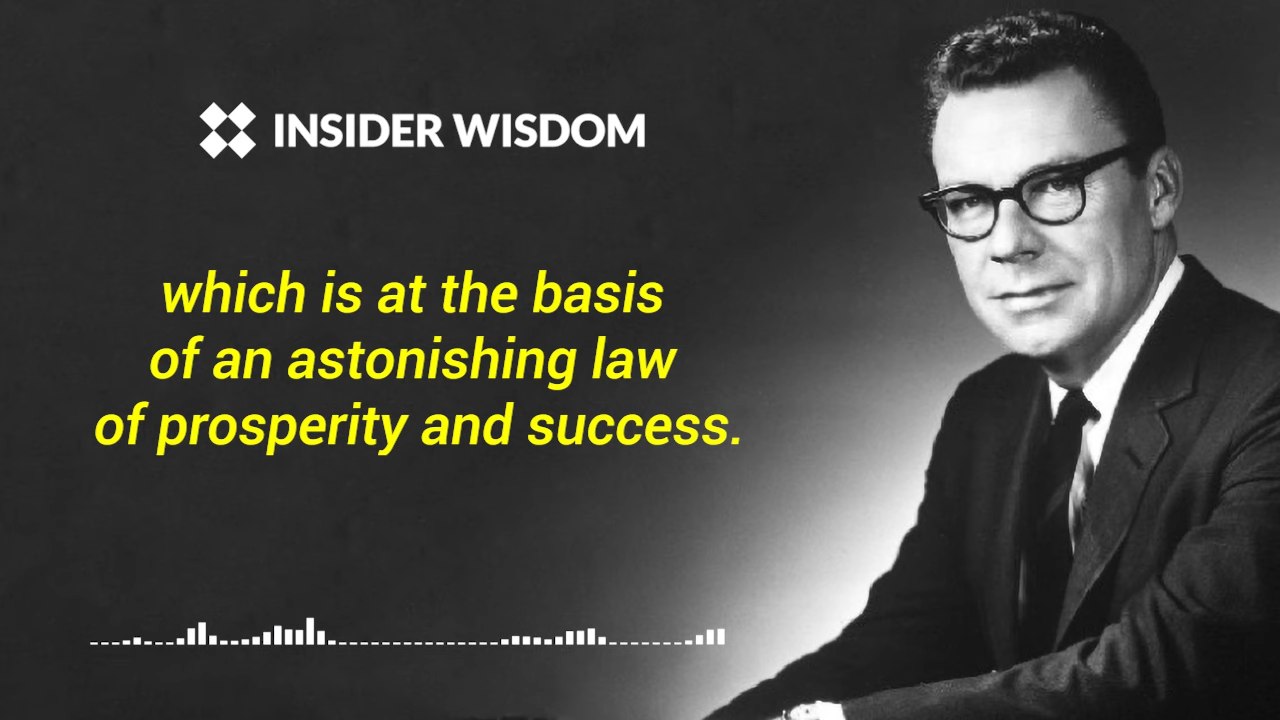 INSIDER WISDOM
which is at the basis
of an astonishing law
of prosperity and success.